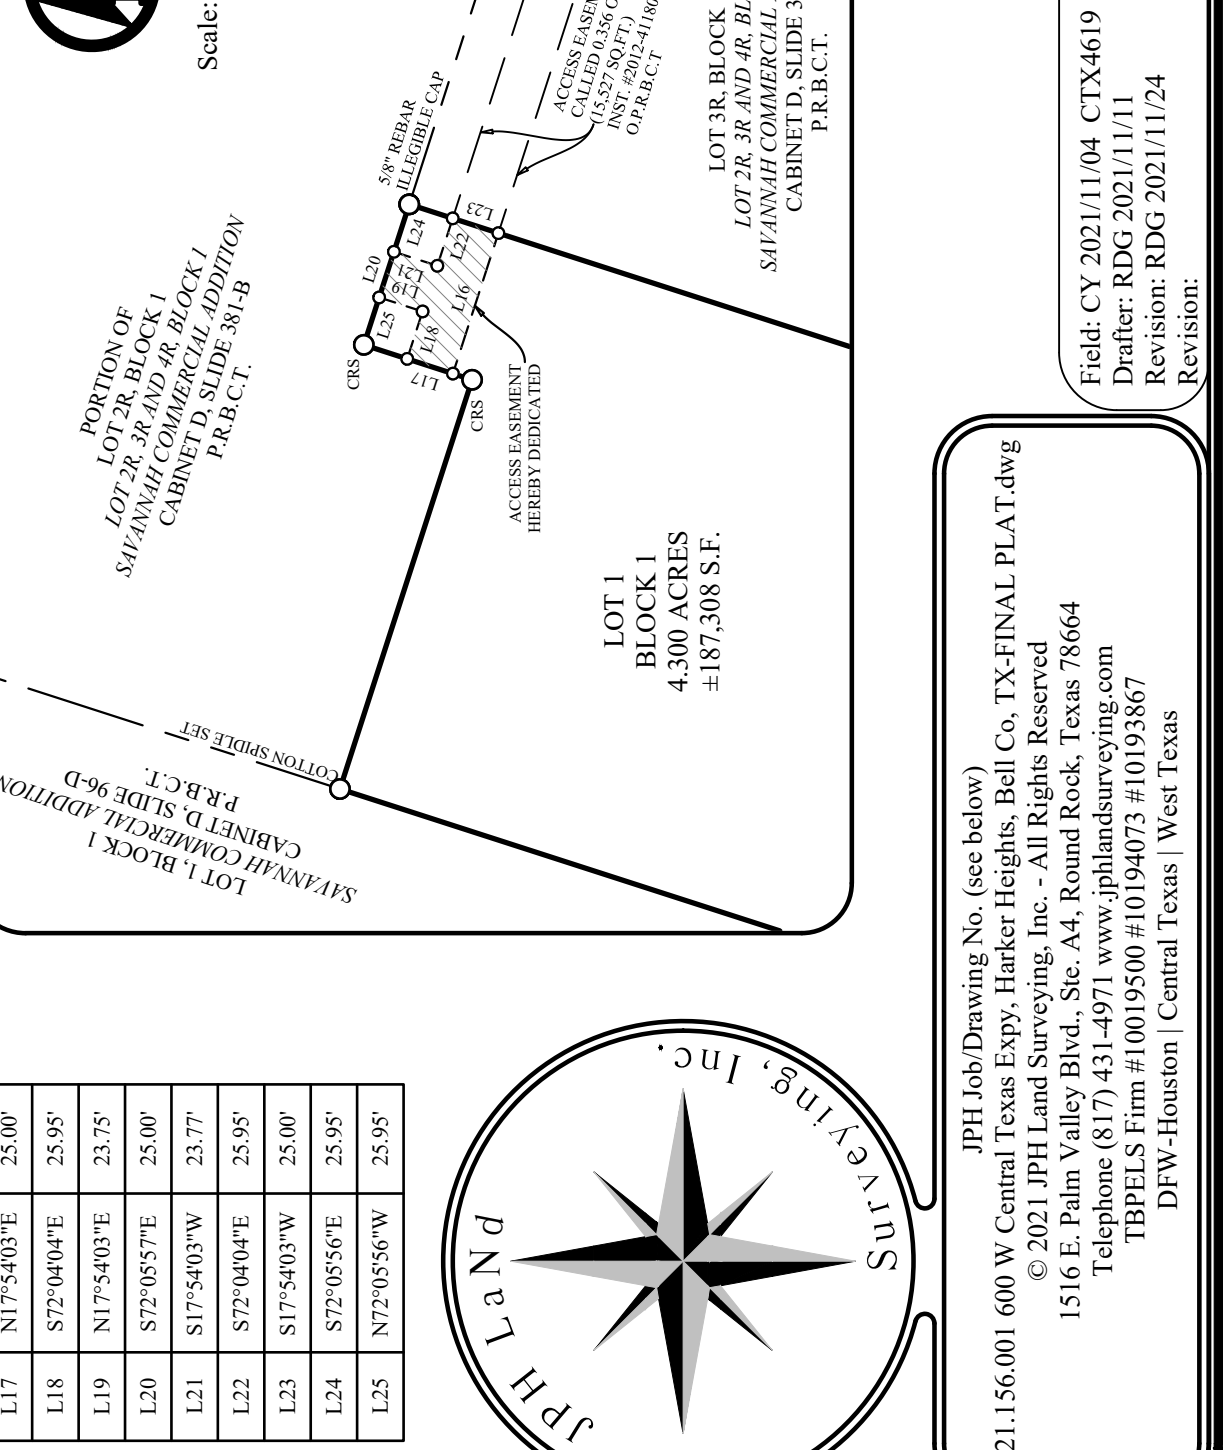 Scale:
5/8" REBAR
ILLEGIBLE CAP
ACCESS
CALLED 0.356
(15,527 SQ.FT.)
INST. #2012-41180
O.P.R.B.C.T
LOT 3R, BLOCK
LOT 2R, 3R AND 4R,
SAVANNAH COMMERCIAL
CABINET D, SLIDE
P.R.B.C.T.
PORTION OF
LOT 2R, BLOCK 1
LOT 2R, 3R AND 4R, BLOCK 1
SAVANNAH COMMERCIAL ADDITION
CABINET D, SLIDE 381-B
P.R.B.C.T.
L20
L24
L23
L22
L21
L19
L25
L18
L16
L17
CRS
CRS
ACCESS EASEMENT
HEREBY DEDICATED
LOT 1
BLOCK 1
4.300 ACRES
±187,308 S.F.
COTTON SPIDLE SET
LOT 1, BLOCK 1
SAVANNAH COMMERCIAL ADDITION
CABINET D, SLIDE 96-D
P.R.B.C.T.
L17 N17°54'03"E 25.00'
L18 S72°04'04"E 25.95'
L19 N17°54'03"E 23.75'
L20 S72°05'57"E 25.00'
L21 S17°54'03"W 23.77'
L22 S72°04'04"E 25.95'
L23 S17°54'03"W 25.00'
L24 S72°05'56"E 25.95'
L25 N72°05'56"W 25.95'
JPH LaNd Surveying, Inc.
Field: CY 2021/11/04 CTX4619
Drafter: RDG 2021/11/11
Revision: RDG 2021/11/24
Revision:
JPH Job/Drawing No. (see below)
21.156.001 600 W Central Texas Expy, Harker Heights, Bell Co, TX-FINAL PLAT.dwg
© 2021 JPH Land Surveying, Inc. - All Rights Reserved
1516 E. Palm Valley Blvd., Ste. A4, Round Rock, Texas 78664
Telephone (817) 431-4971 www.jphlandsurveying.com
TBPELS Firm #10019500 #10194073 #10193867
DFW-Houston | Central Texas | West Texas